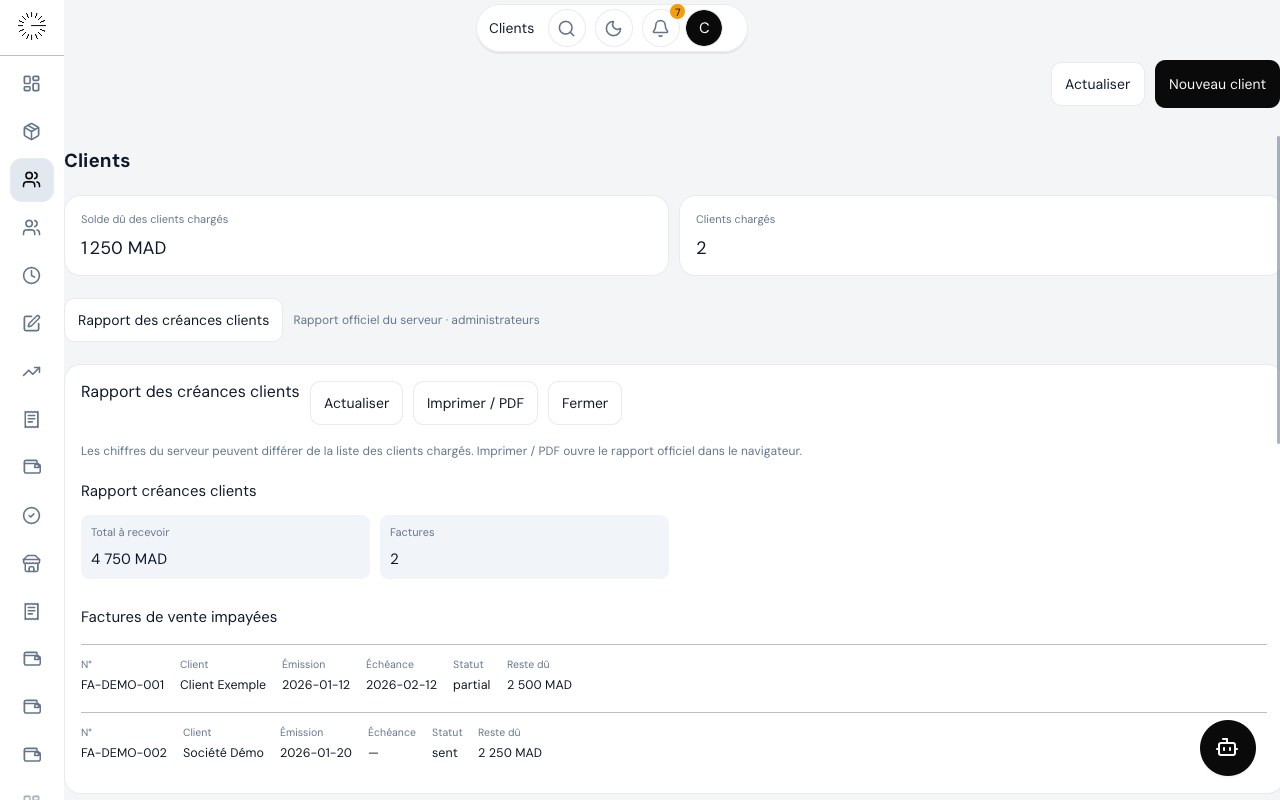 Clients
7
C
Actualiser
Nouveau client
Clients
Solde dû des clients chargés
1 250 MAD
Clients chargés
2
Rapport des créances clients
Rapport officiel du serveur · administrateurs
Rapport des créances clients
Actualiser
Imprimer / PDF
Fermer
Les chiffres du serveur peuvent différer de la liste des clients chargés. Imprimer / PDF ouvre le rapport officiel dans le navigateur.
Rapport créances clients
Total à recevoir
4 750 MAD
Factures
2
Factures de vente impayées
N° Client Émission Échéance Statut Reste dû
FA-DEMO-001 Client Exemple 2026-01-12 2026-02-12 partial 2 500 MAD
N° Client Émission Échéance Statut Reste dû
FA-DEMO-002 Société Démo 2026-01-20 — sent 2 250 MAD